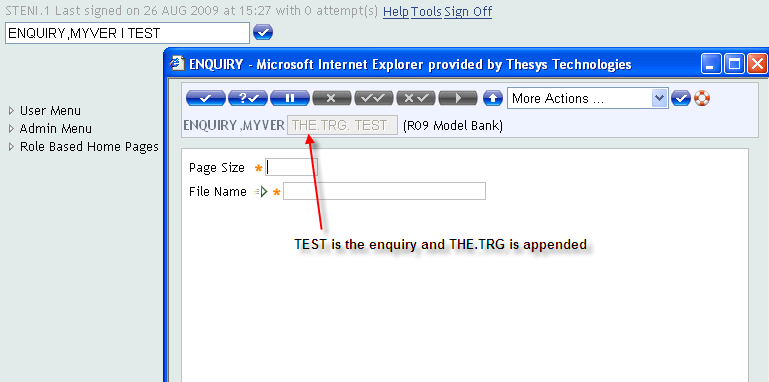 STENI.1 Last signed on 26 AUG 2009 at 15:27 with 0 attempt(s) Help Tools Sign Off
ENQUIRY,MYVER I TEST
ENQUIRY - Microsoft Internet Explorer provided by Thesys Technologies
More Actions ...
ENQUIRY ,MYVER THE.TRG. TEST (R09 Model Bank)
User Menu
Admin Menu
Role Based Home Pages
Page Size *
File Name *
TEST is the enquiry and THE.TRG is appended